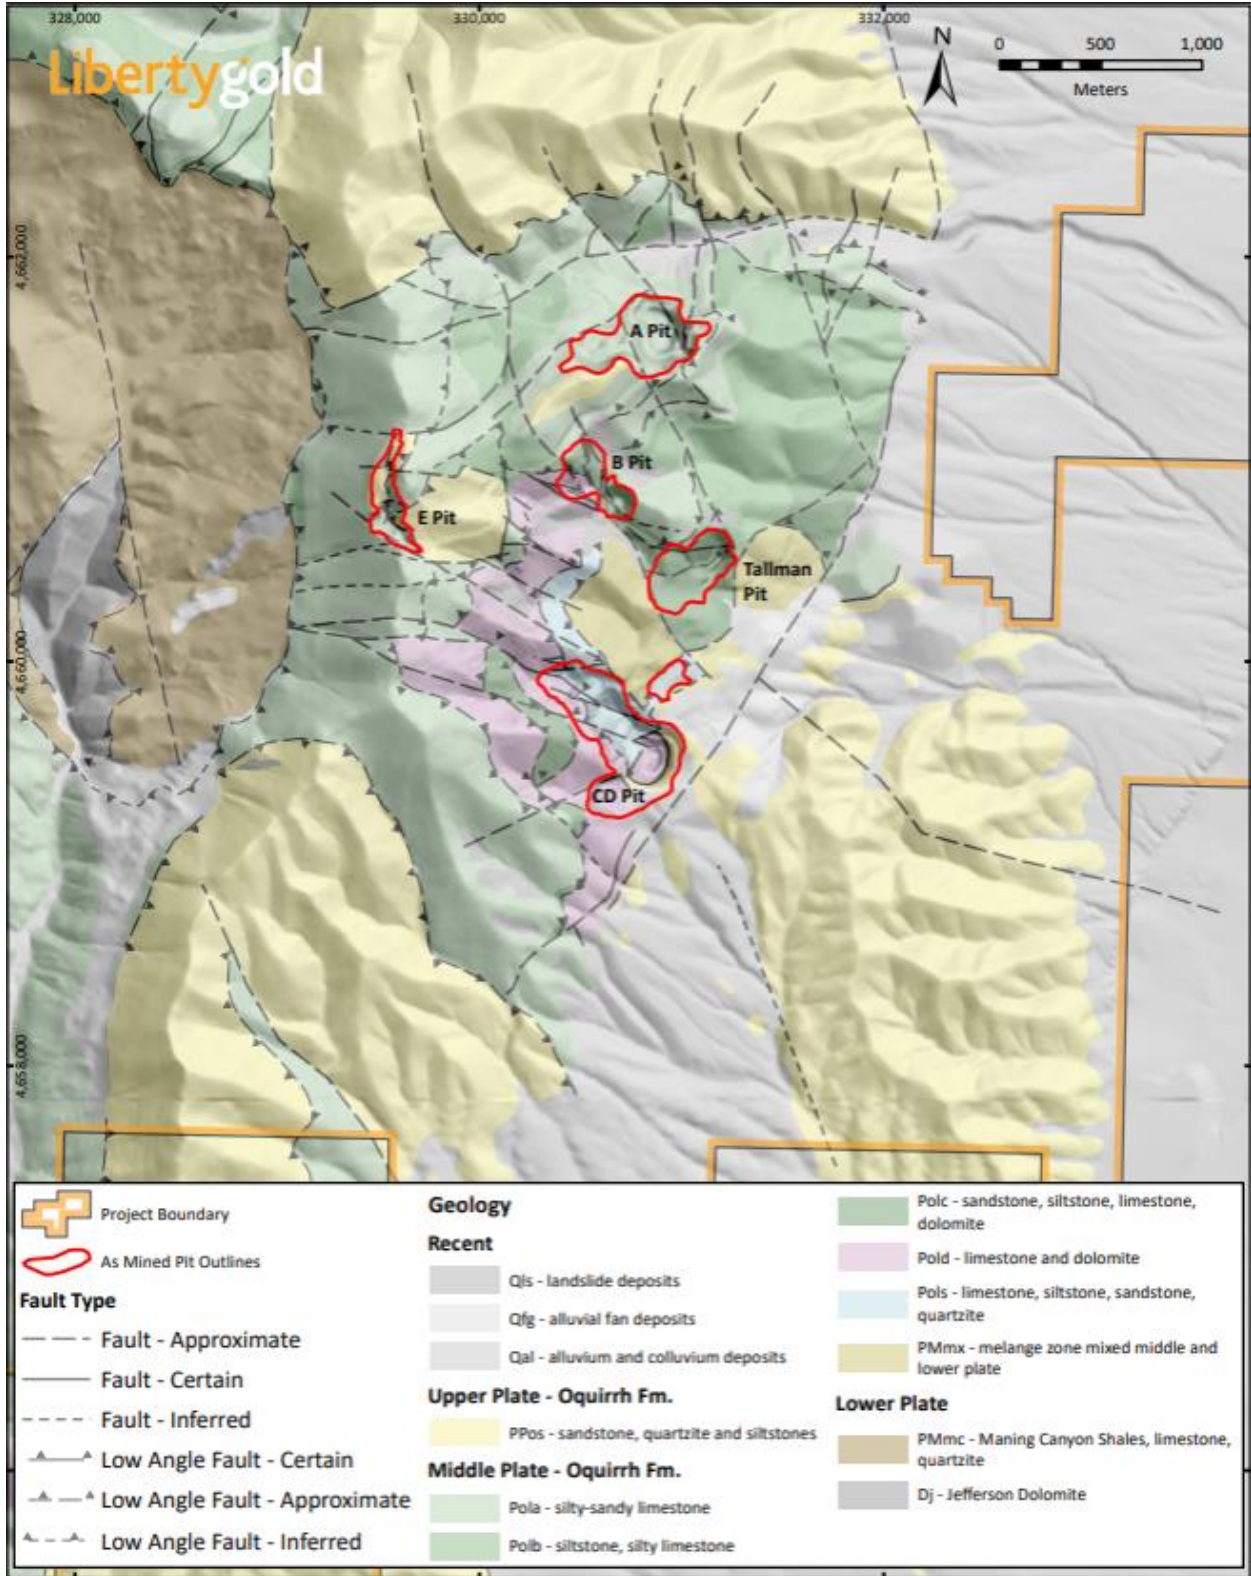 328,000
330,000
332,000
Libertygold
N
0 500 1,000
Meters
4,662,000
A Pit
B Pit
E Pit
Tallman
Pit
4,660,000
CD Pit
4,658,000
Project Boundary
As Mined Pit Outlines
Fault Type
Fault - Approximate
Fault - Certain
Fault - Inferred
Low Angle Fault - Certain
Low Angle Fault - Approximate
Low Angle Fault - Inferred
Geology
Recent
Qls - landslide deposits
Qfg - alluvial fan deposits
Qal - alluvium and colluvium deposits
Upper Plate - Oquirrh Fm.
PPos - sandstone, quartzite and siltstones
Middle Plate - Oquirrh Fm.
Pola - silty-sandy limestone
Polb - siltstone, silty limestone
Polc - sandstone, siltstone, limestone,
dolomite
Pold - limestone and dolomite
Pols - limestone, siltstone, sandstone,
quartzite
PMmx - melange zone mixed middle and
lower plate
Lower Plate
PMmc - Maning Canyon Shales, limestone,
quartzite
Dj - Jefferson Dolomite